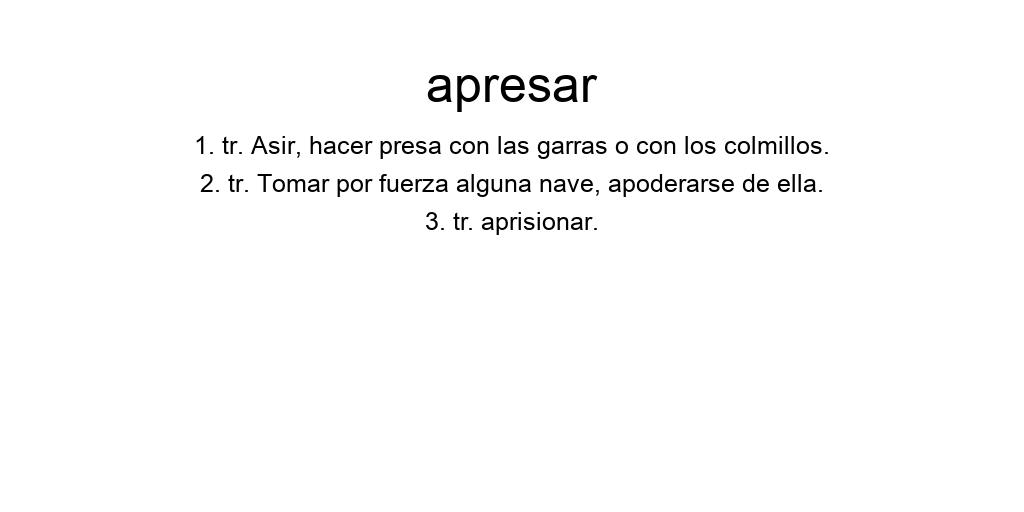 apresar
1. tr. Asir, hacer presa con las garras o con los colmillos.
2. tr. Tomar por fuerza alguna nave, apoderarse de ella.
3. tr. aprisionar.